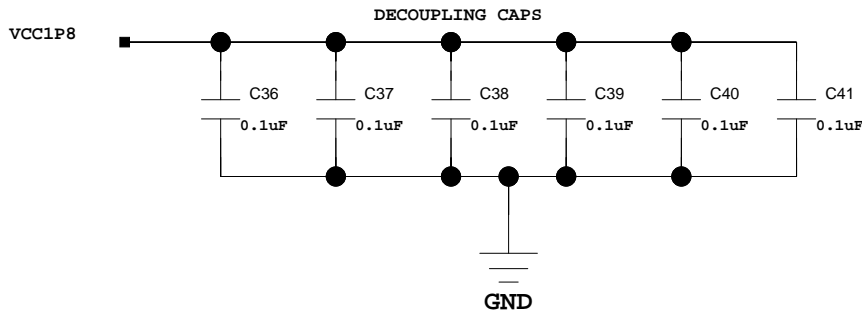 DECOUPLING CAPS
VCC1P8
C36 C37 C38 C39 C40 C41
0.1uF 0.1uF 0.1uF 0.1uF 0.1uF 0.1uF
GND